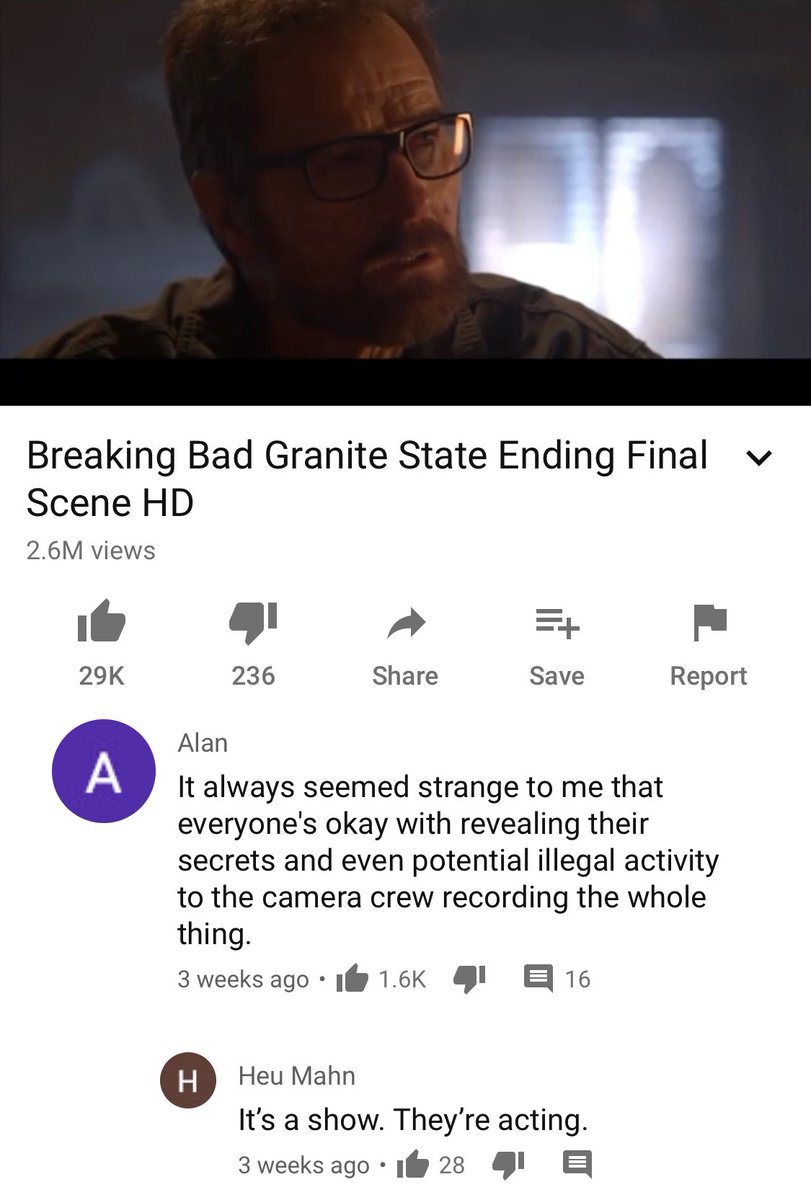 Breaking Bad Granite State Ending Final
Scene HD
2.6M views
29K
236
Share
Save
Report
A
Alan
It always seemed strange to me that
everyone's okay with revealing their
secrets and even potential illegal activity
to the camera crew recording the whole
thing.
3 weeks ago • 1.6K 16
H
Heu Mahn
It’s a show. They’re acting.
3 weeks ago • 28